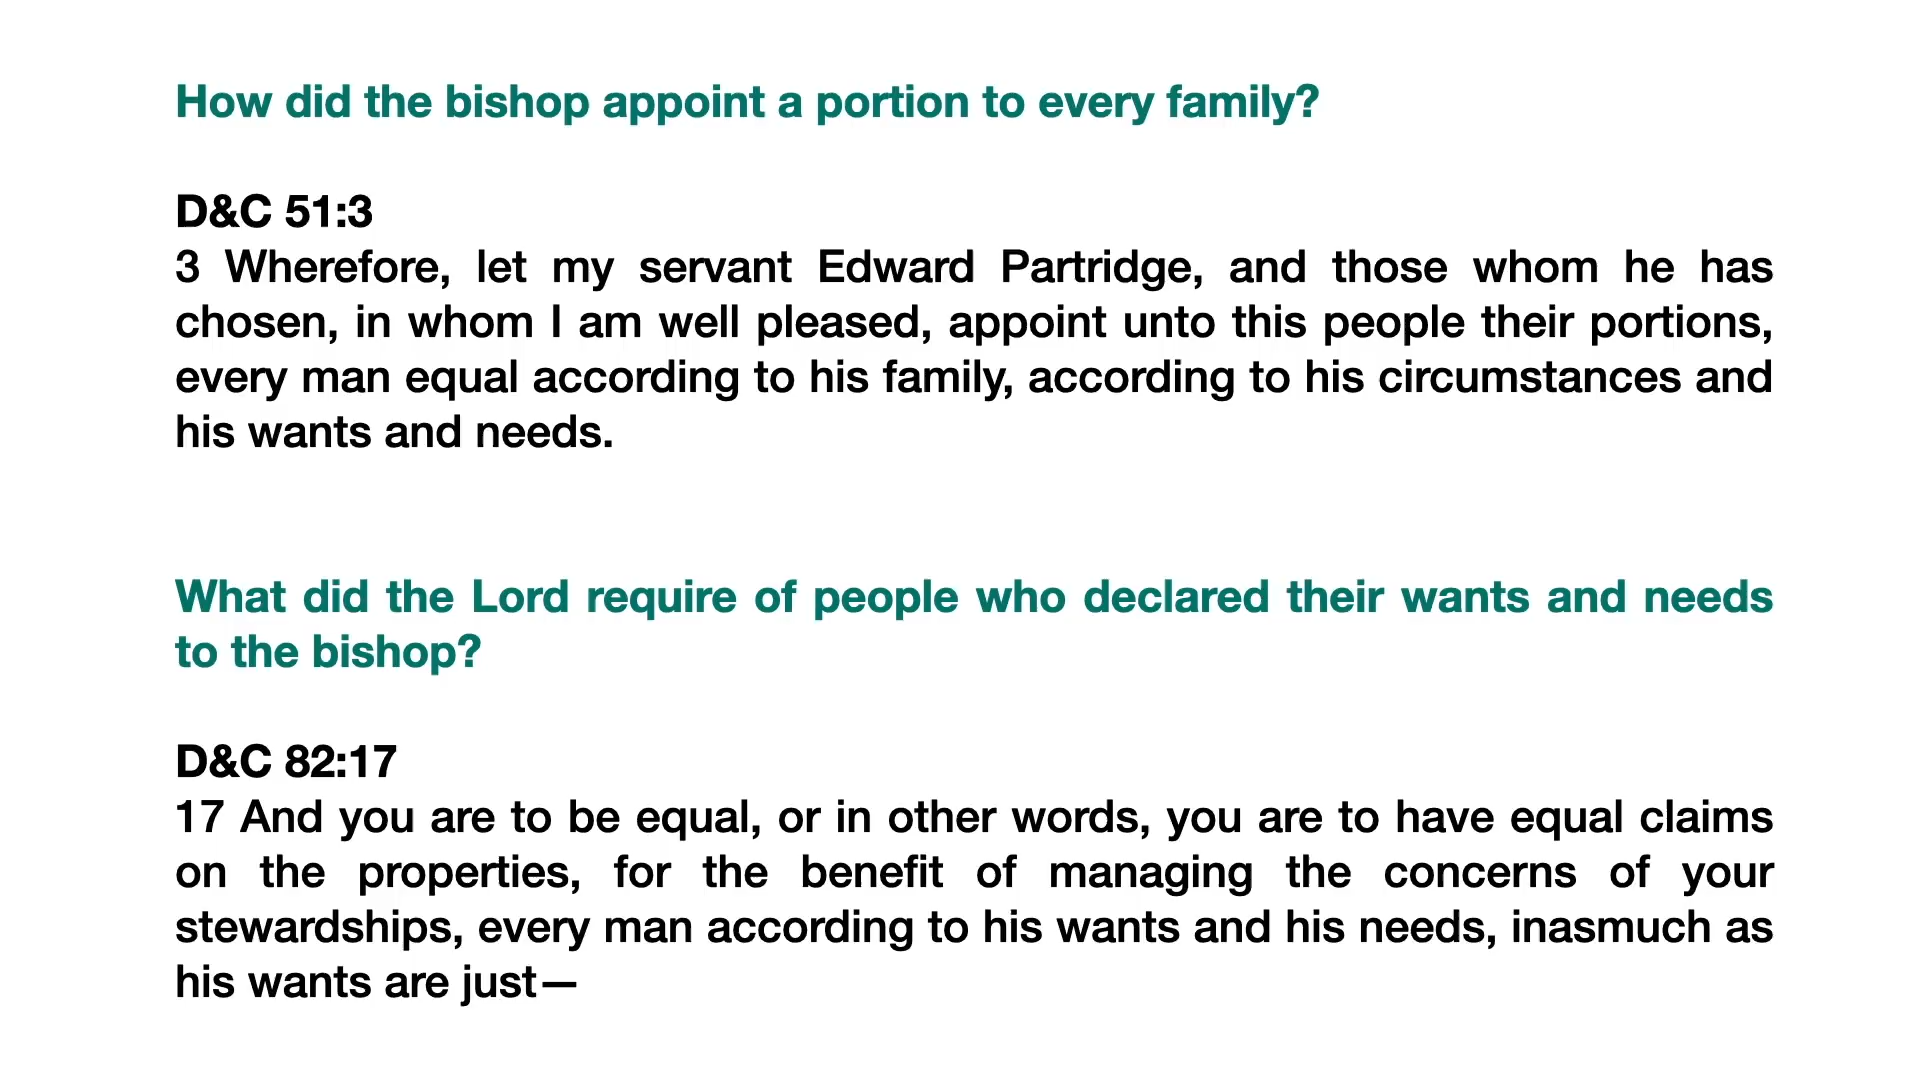 How did the bishop appoint a portion to every family?
D&C 51:3
3 Wherefore, let my servant Edward Partridge, and those whom he has
chosen, in whom I am well pleased, appoint unto this people their portions,
every man equal according to his family, according to his circumstances and
his wants and needs.
What did the Lord require of people who declared their wants and needs
to the bishop?
D&C 82:17
17 And you are to be equal, or in other words, you are to have equal claims
on the properties, for the benefit of managing the concerns of your
stewardships, every man according to his wants and his needs, inasmuch as
his wants are just—